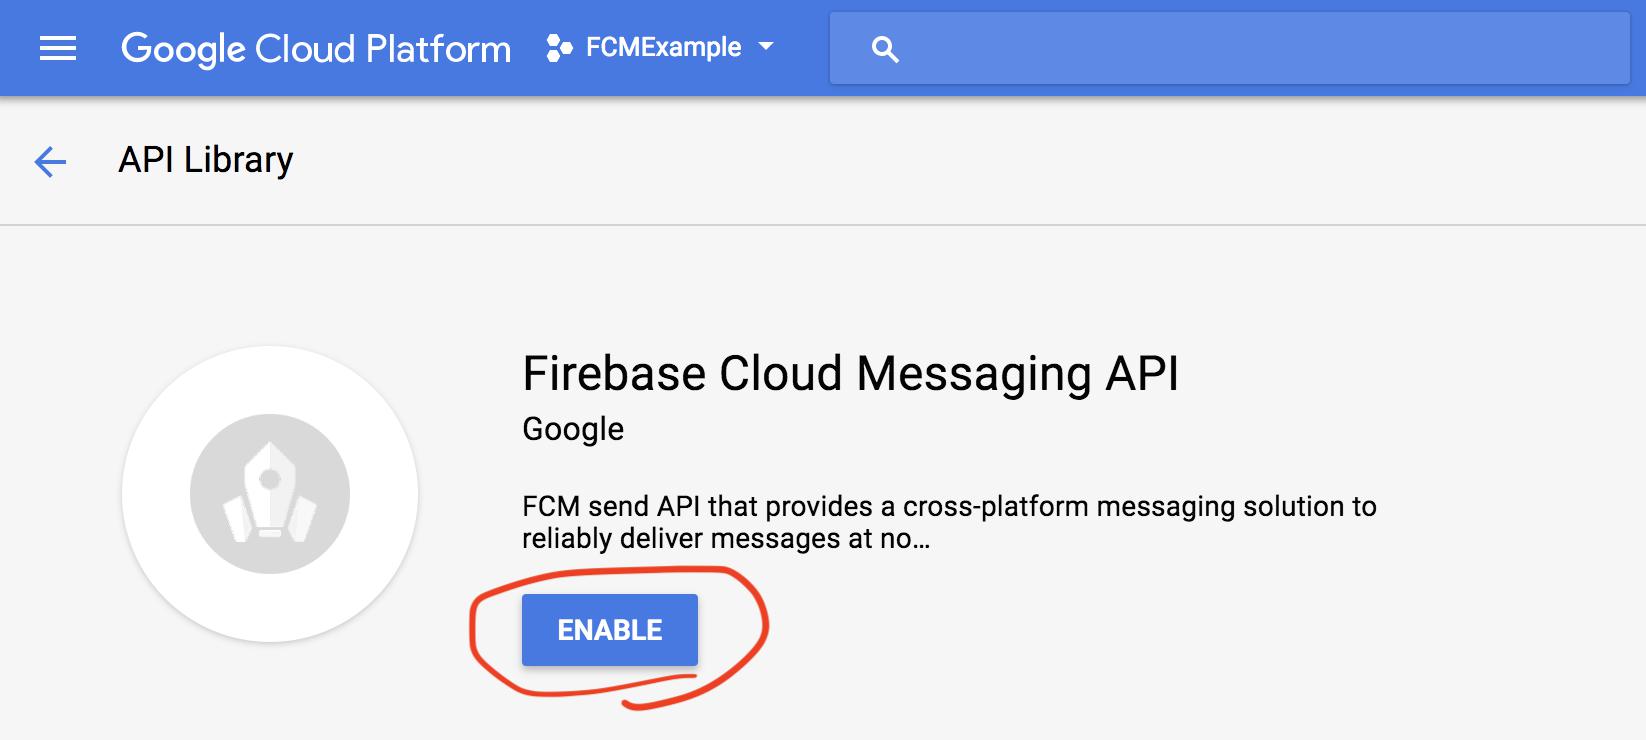 Google Cloud Platform FCMExample
API Library
Firebase Cloud Messaging API
Google
FCM send API that provides a cross-platform messaging solution to
reliably deliver messages at no...
ENABLE